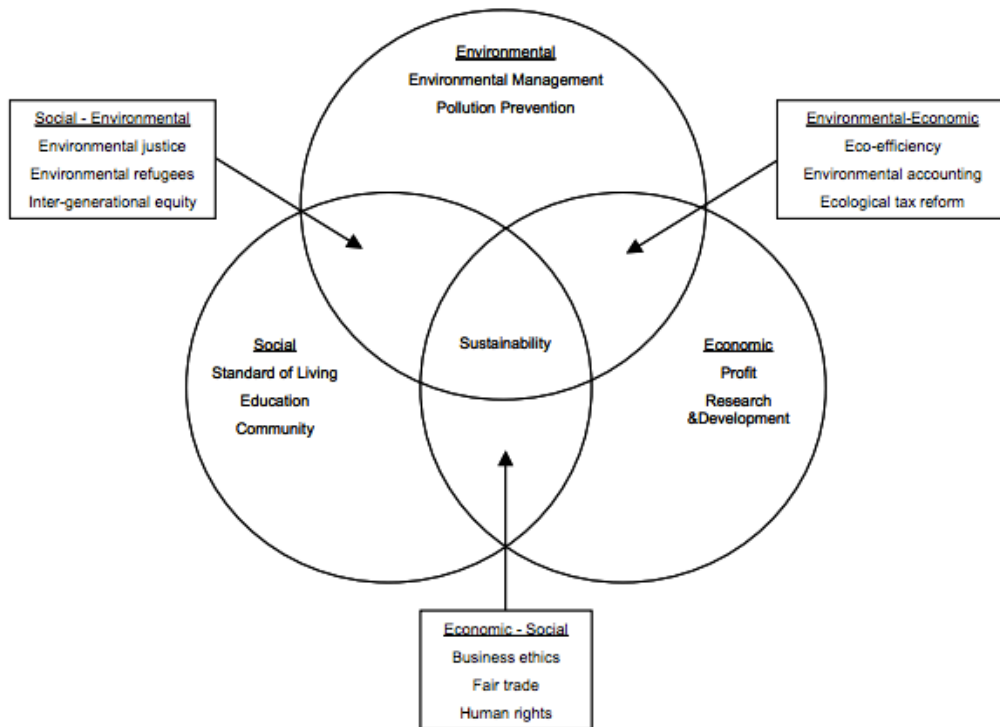 Environmental
Environmental Management
Pollution Prevention
Social - Environmental
Environmental justice
Environmental refugees
Inter-generational equity
Environmental-Economic
Eco-efficiency
Environmental accounting
Ecological tax reform
Social
Standard of Living
Education
Community
Sustainability
Economic
Profit
Research
&Development
Economic - Social
Business ethics
Fair trade
Human rights